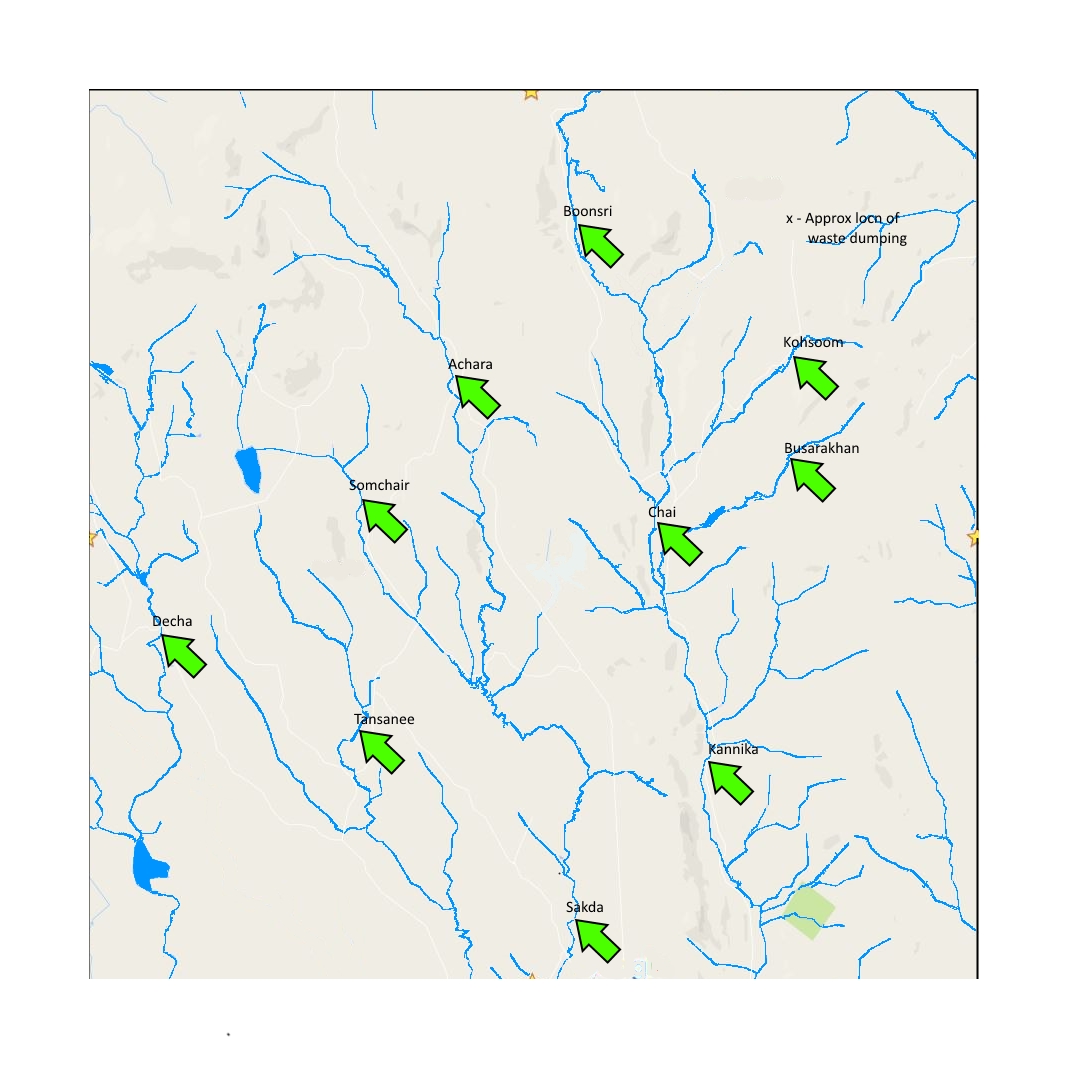 Boonsri
x - Approx locn of
waste dumping
Kohsoom
Achara
Busarakhan
Somchair
Chai
Decha
Tansanee
Kannika
Sakda